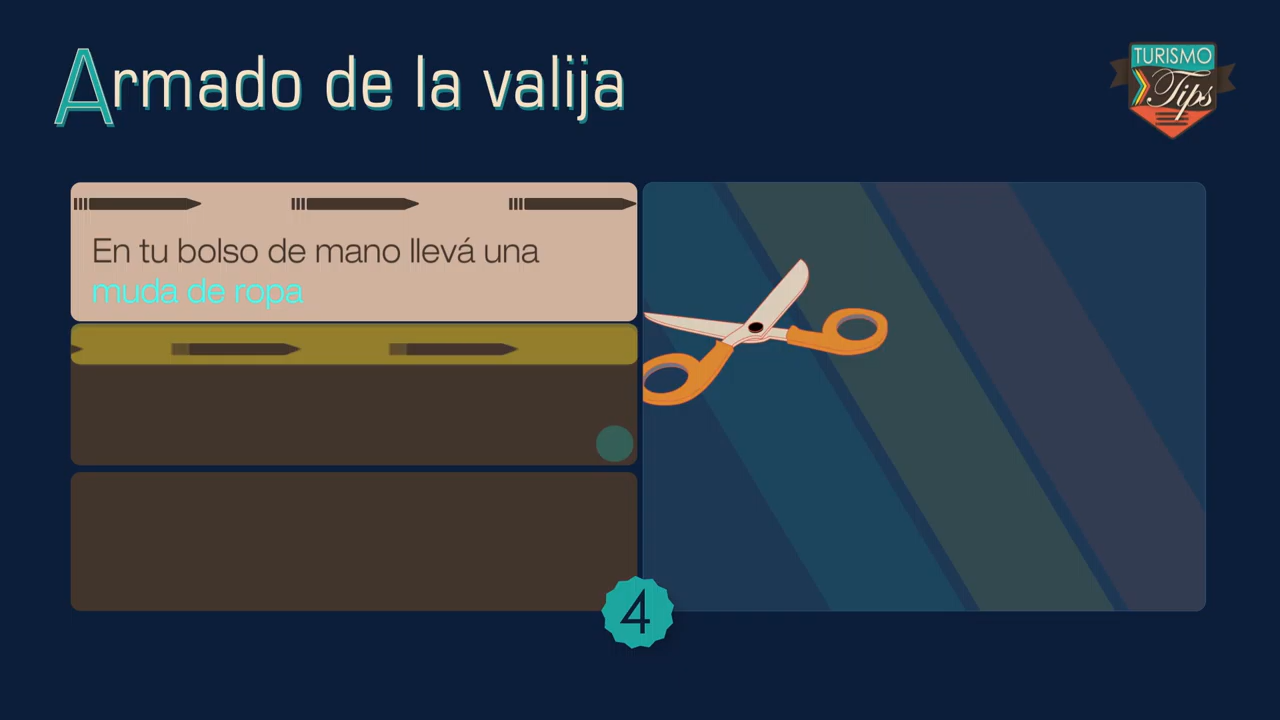 Armado de la valija
TURISMO
Tips
En tu bolso de mano llevá una
muda de ropa
4